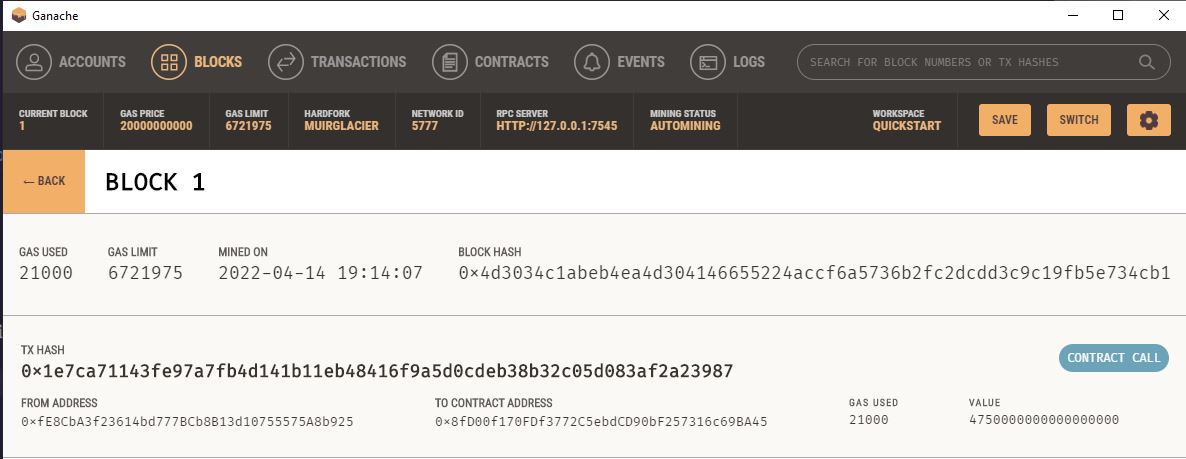 Ganache
ACCOUNTS BLOCKS TRANSACTIONS CONTRACTS EVENTS LOGS SEARCH FOR BLOCK NUMBERS OR TX HASHES
CURRENT BLOCK GAS PRICE GAS LIMIT HARDFORK NETWORK ID RPC SERVER MINING STATUS WORKSPACE
1 20000000000 6721975 MUIRGLACIER 5777 HTTP://127.0.0.1:7545 AUTOMINING QUICKSTART SAVE SWITCH
← BACK BLOCK 1
GAS USED GAS LIMIT MINED ON BLOCK HASH
21000 6721975 2022-04-14 19:14:07 0×4d3034c1abeb4ea4d304146655224accf6a5736b2fc2dcdd3c9c19fb5e734cb1
TX HASH
0×1e7ca71143fe97a7fb4d141b11eb48416f9a5d0cdeb38b32c05d083af2a23987 CONTRACT CALL
FROM ADDRESS TO CONTRACT ADDRESS GAS USED VALUE
0×fE8CbA3f23614bd777BCb8B13d10755575A8b925 0×8fD00f170FDf3772C5ebdCD90bF257316c69BA45 21000 4750000000000000000